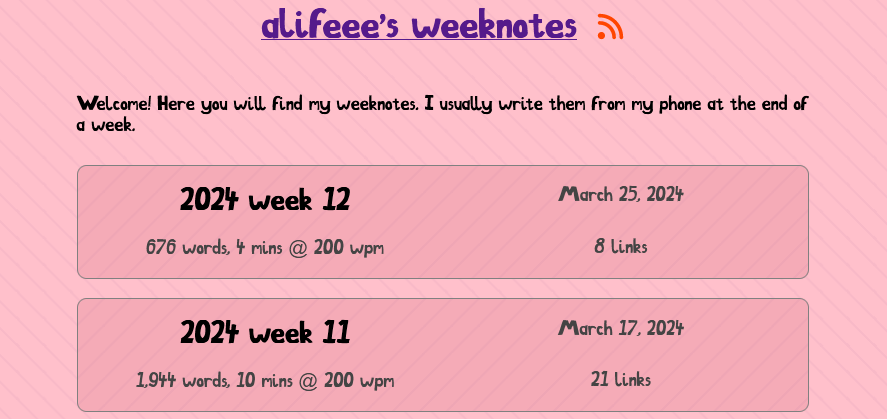 alifeee's weeknotes
Welcome! Here you will find my weeknotes. I usually write them from my phone at the end of
a week.
2024 week 12
March 25, 2024
676 words, 4 mins @ 200 wpm
8 links
2024 week 11
March 17, 2024
1,944 words, 10 mins @ 200 wpm
21 links